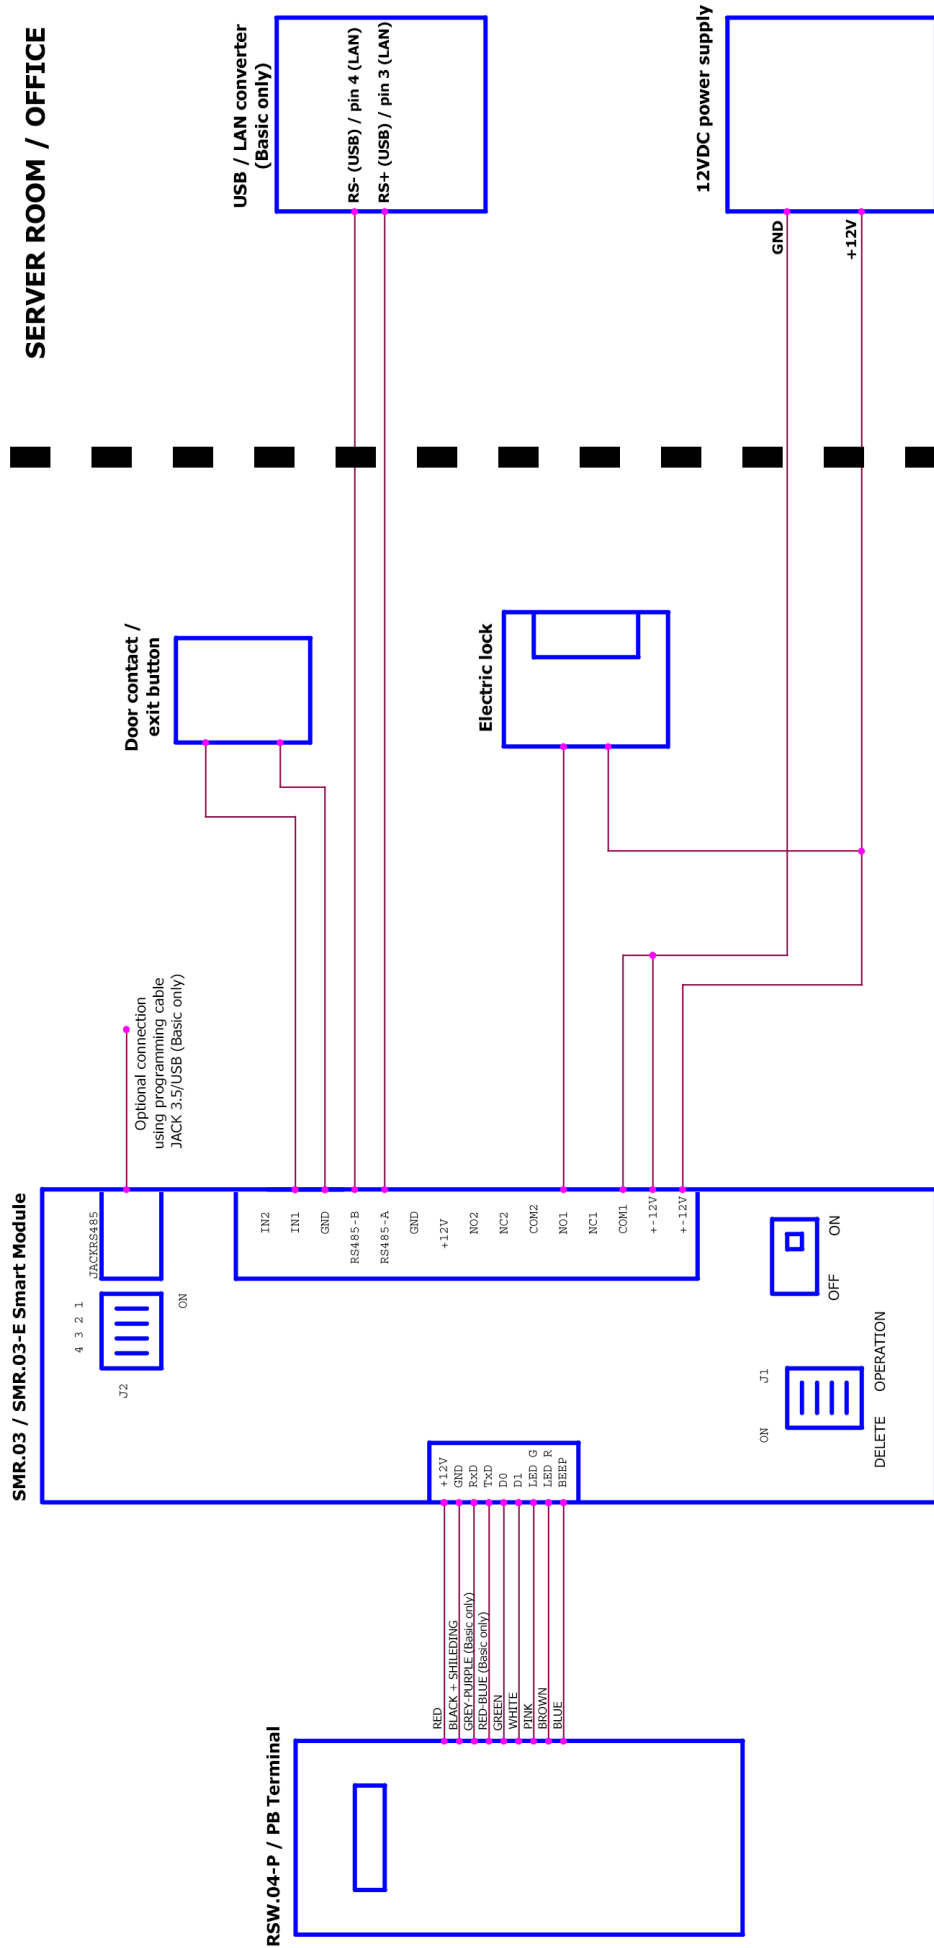 SERVER ROOM / OFFICE
USB / LAN converter
(Basic only)
RS- (USB) / pin 4 (LAN)
RS+ (USB) / pin 3 (LAN)
12VDC power supply
GND
+12V
Door contact /
exit button
Electric lock
Optional connection
using programming cable
JACK 3.5/USB (Basic only)
SMR.03 / SMR.03-E Smart Module
JACKRS485
4 3 2 1
ON
J2
IN2
IN1
GND
RS485-B
RS485-A
GND
+12V
NO2
NC2
COM2
NO1
NC1
COM1
+-12V
+-12V
OFF
ON
J1
ON
DELETE
OPERATION
+12V
GND
RxD
TxD
D0
D1
LED G
LED R
BEEP
RED
BLACK + SHILEDING
GREY-PURPLE (Basic only)
RED-BLUE (Basic only)
GREEN
WHITE
PINK
BROWN
BLUE
RSW.04-P / PB Terminal